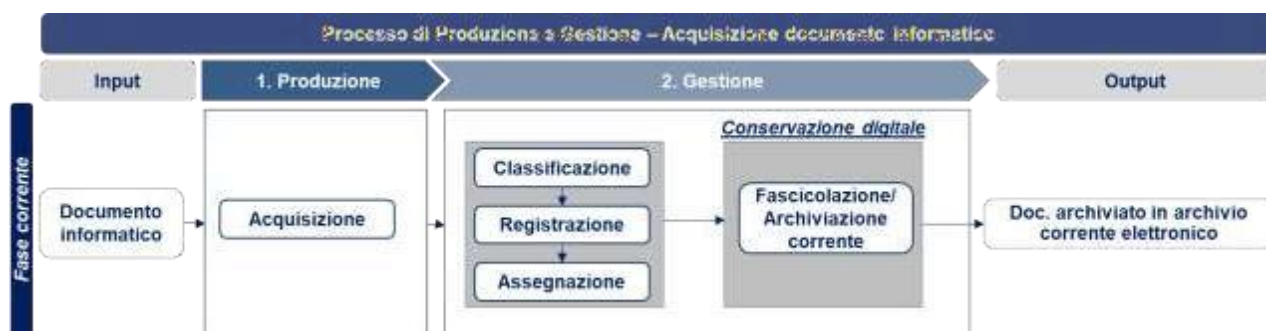 Processo di Produzione e Gestione – Acquisizione documento informatico
Input
1. Produzione
2. Gestione
Output
Fase corrente
Conservazione digitale
Documento
informatico
Acquisizione
Classificazione
Registrazione
Assegnazione
Fascicolazione/
Archiviazione
corrente
Doc. archiviato in archivio
corrente elettronico